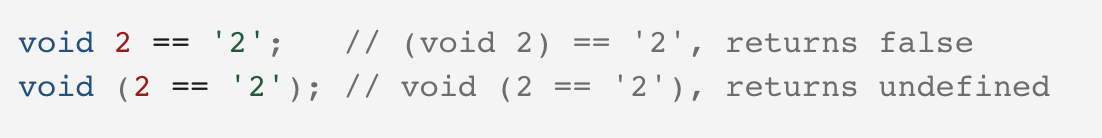 void 2 == '2';   // (void 2) == '2', returns false
void (2 == '2'); // void (2 == '2'), returns undefined